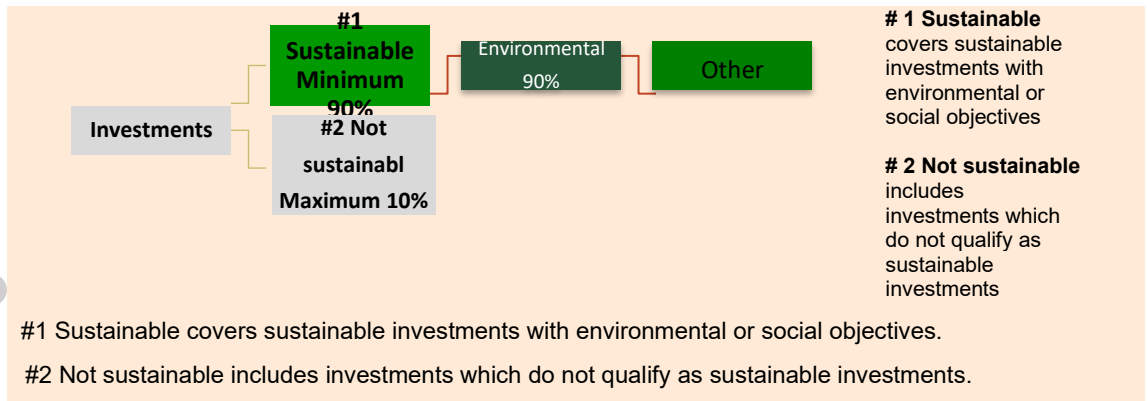 #1
Sustainable
Minimum
90%
Environmental
90%
Other
Investments
#2 Not
sustainabl
Maximum 10%
# 1 Sustainable
covers sustainable
investments with
environmental or
social objectives
# 2 Not sustainable
includes
investments which
do not qualify as
sustainable
investments
#1 Sustainable covers sustainable investments with environmental or social objectives.
#2 Not sustainable includes investments which do not qualify as sustainable investments.